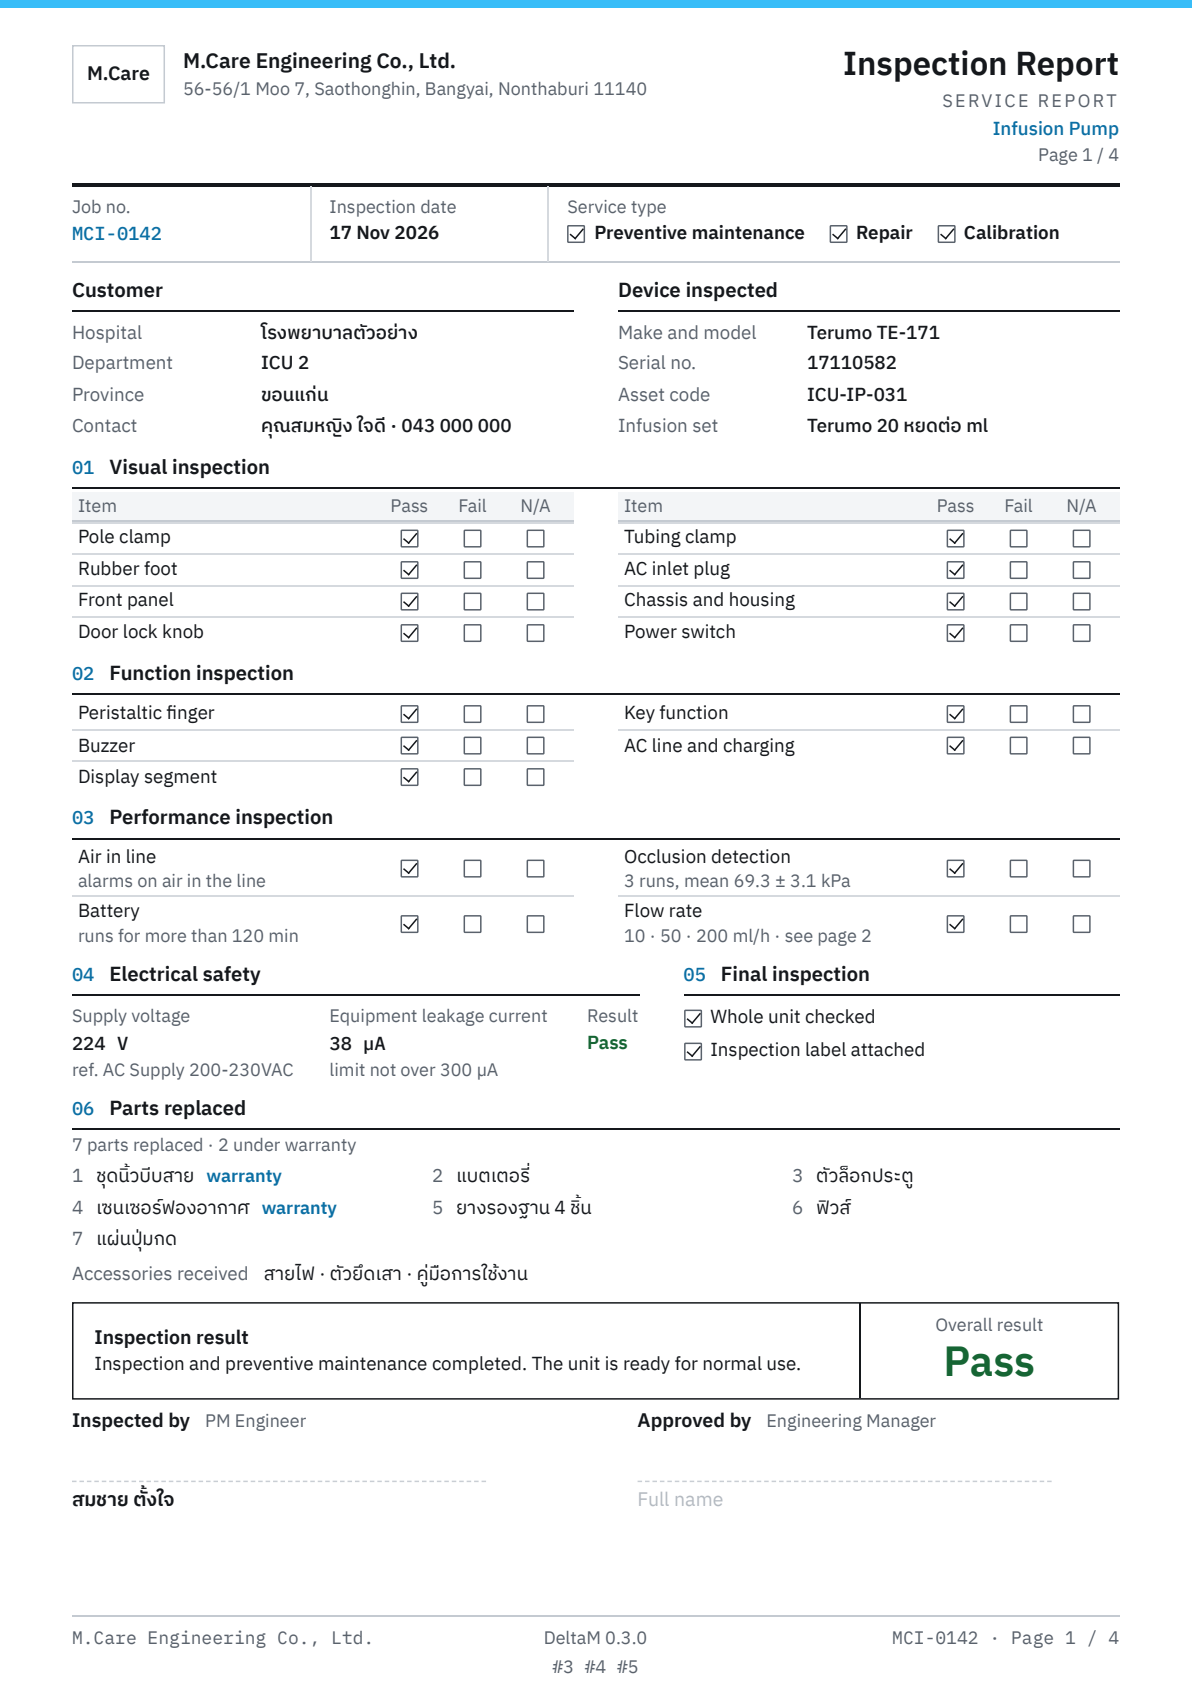 M.Care
M.Care Engineering Co., Ltd.
56-56/1 Moo 7, Saothonghin, Bangyai, Nonthaburi 11140
Inspection Report
SERVICE REPORT
Infusion Pump
Page 1 / 4
Job no.
MCI-0142
Inspection date
17 Nov 2026
Service type
Preventive maintenance Repair Calibration
Customer
Hospital โรงพยาบาลตัวอย่าง
Department ICU 2
Province ขอนแก่น
Contact คุณสมหญิง ใจดี · 043 000 000
Device inspected
Make and model Terumo TE-171
Serial no. 17110582
Asset code ICU-IP-031
Infusion set Terumo 20 หยดต่อ ml
01 Visual inspection
Item Pass Fail N/A
Pole clamp
Rubber foot
Front panel
Door lock knob
Item Pass Fail N/A
Tubing clamp
AC inlet plug
Chassis and housing
Power switch
02 Function inspection
Peristaltic finger
Buzzer
Display segment
Key function
AC line and charging
03 Performance inspection
Air in line
alarms on air in the line
Battery
runs for more than 120 min
Occlusion detection
3 runs, mean 69.3 ± 3.1 kPa
Flow rate
10 · 50 · 200 ml/h · see page 2
04 Electrical safety
Supply voltage
224 V
ref. AC Supply 200-230VAC
Equipment leakage current
38 µA
limit not over 300 µA
Result
Pass
05 Final inspection
Whole unit checked
Inspection label attached
06 Parts replaced
7 parts replaced · 2 under warranty
1 ชุดนิ้วบีบสาย warranty
2 แบตเตอรี่
3 ตัวล็อกประตู
4 เซนเซอร์ฟองอากาศ warranty
5 ยางรองฐาน 4 ชิ้น
6 ฟิวส์
7 แผ่นปุ่มกด
Accessories received สายไฟ · ตัวยึดเสา · คู่มือการใช้งาน
Inspection result
Inspection and preventive maintenance completed. The unit is ready for normal use.
Overall result
Pass
Inspected by PM Engineer
สมชาย ตั้งใจ
Approved by Engineering Manager
Full name
M.Care Engineering Co., Ltd.
DeltaM 0.3.0
#3 #4 #5
MCI-0142 · Page 1 / 4